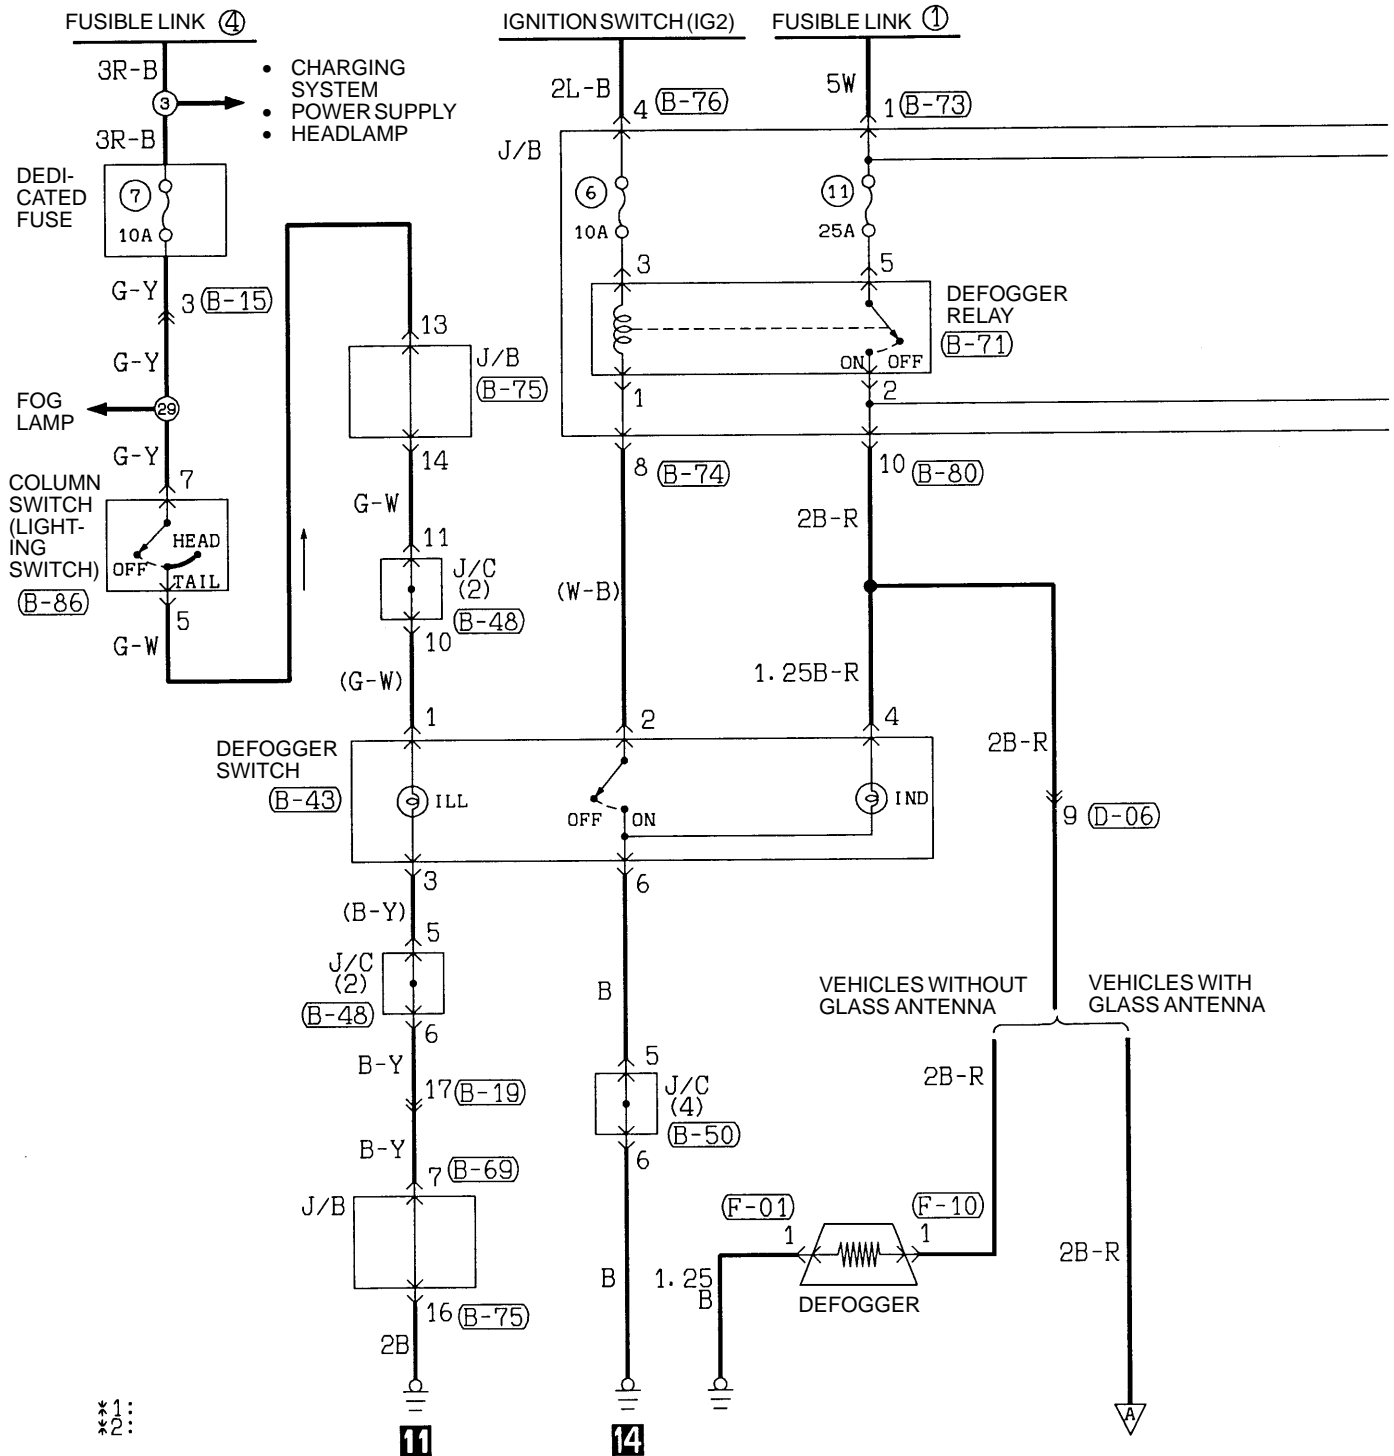 FUSIBLE LINK ④
IGNITION SWITCH (IG2)
FUSIBLE LINK ①
3R-B
• CHARGING
SYSTEM
• POWER SUPPLY
• HEADLAMP
3
3R-B
2L-B
4 (B-76)
5W
1 (B-73)
J/B
DEDI-
CATED
FUSE
7
10A
6
10A
11
25A
G-Y
3 (B-15)
3
5
DEFOGGER
RELAY
(B-71)
ON OFF
13
J/B
(B-75)
G-Y
1
2
FOG
LAMP
29
G-Y
14
8 (B-74)
10 (B-80)
COLUMN
SWITCH
(LIGHT-
ING
SWITCH)
(B-86)
7
HEAD
OFF
TAIL
5
G-W
G-W
11
J/C
(2)
(B-48)
10
(G-W)
2B-R
(W-B)
1.25B-R
1
2
4
2B-R
DEFOGGER
SWITCH
(B-43)
ILL
OFF ON
IND
9 (D-06)
3
6
(B-Y)
5
J/C
(2)
(B-48)
6
B
VEHICLES WITHOUT
GLASS ANTENNA
VEHICLES WITH
GLASS ANTENNA
B-Y
17 (B-19)
5
J/C
(4)
(B-50)
6
2B-R
B-Y
7 (B-69)
J/B
(F-01)
(F-10)
1
1
2B-R
B
1.25
B
DEFOGGER
16 (B-75)
2B
*1:
*2:
11
14
A